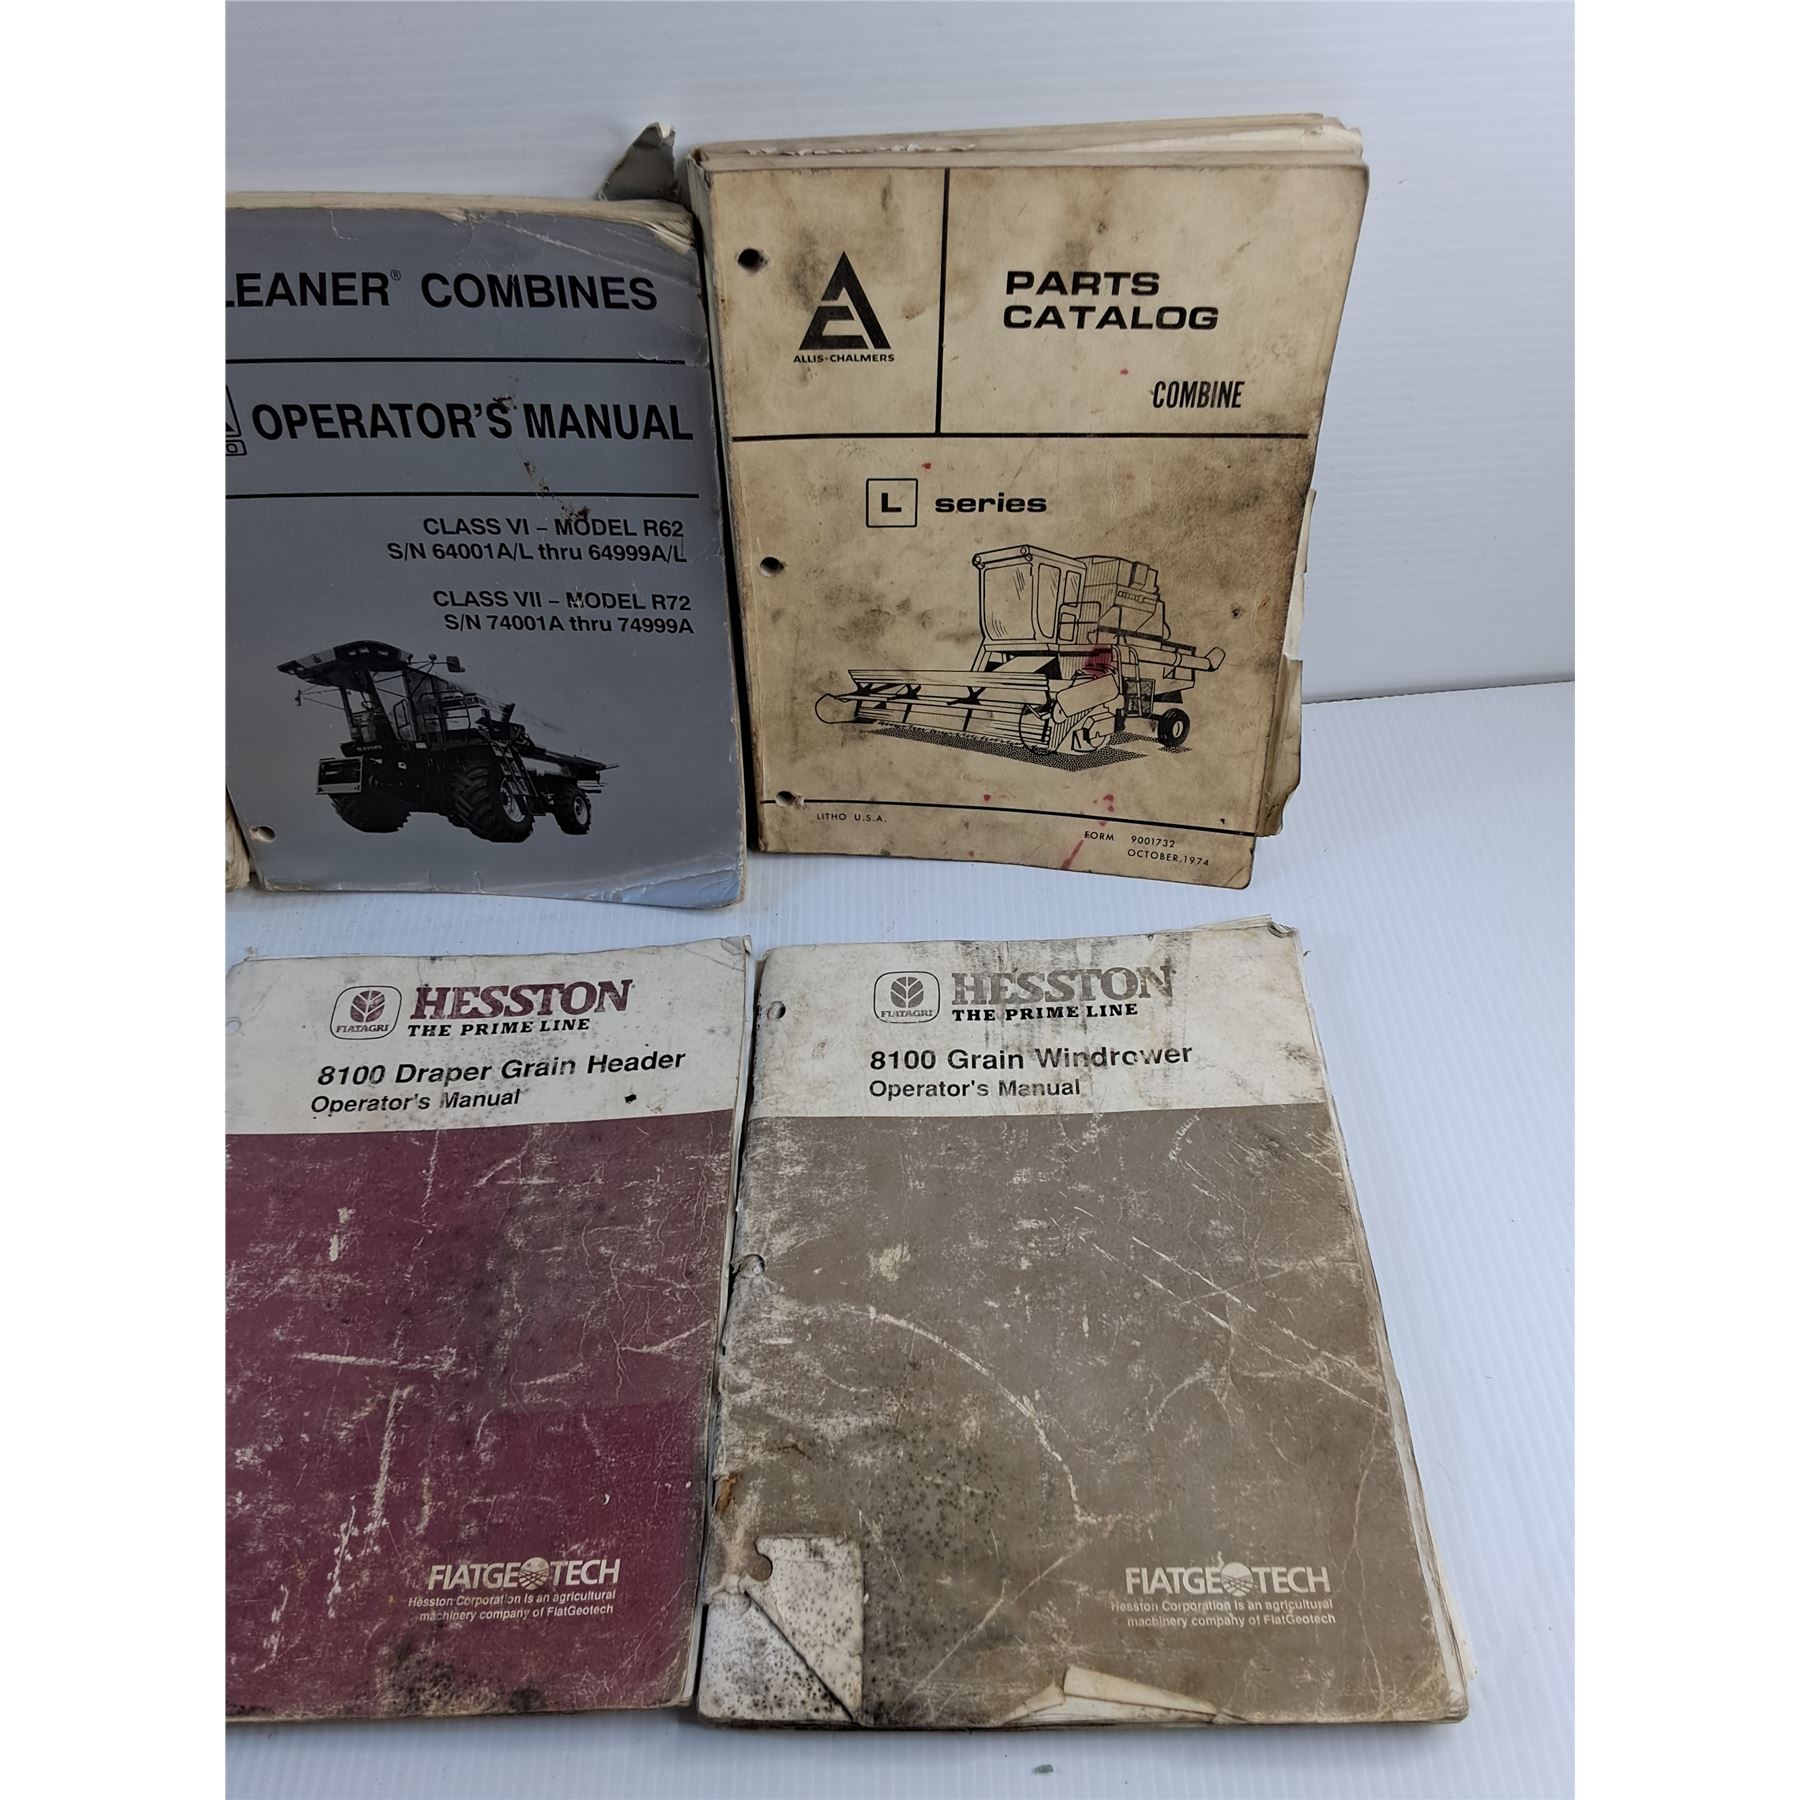 LEANER® COMBINES
OPERATOR'S MANUAL
CLASS VI – MODEL R62
S/N 64001A/L thru 64999A/L
CLASS VII – MODEL R72
S/N 74001A thru 74999A
ALLIS-CHALMERS
PARTS
CATALOG
COMBINE
L series
LITHO U.S.A.
FORM 9001732
OCTOBER, 1974
FIATAGRI
HESSTON
THE PRIME LINE
8100 Draper Grain Header
Operator's Manual
FIATGEOTECH
Hesston Corporation is an agricultural
machinery company of FiatGeotech
FIATAGRI
HESSTON
THE PRIME LINE
8100 Grain Windrower
Operator's Manual
FIATGEOTECH
Hesston Corporation is an agricultural
machinery company of FiatGeotech